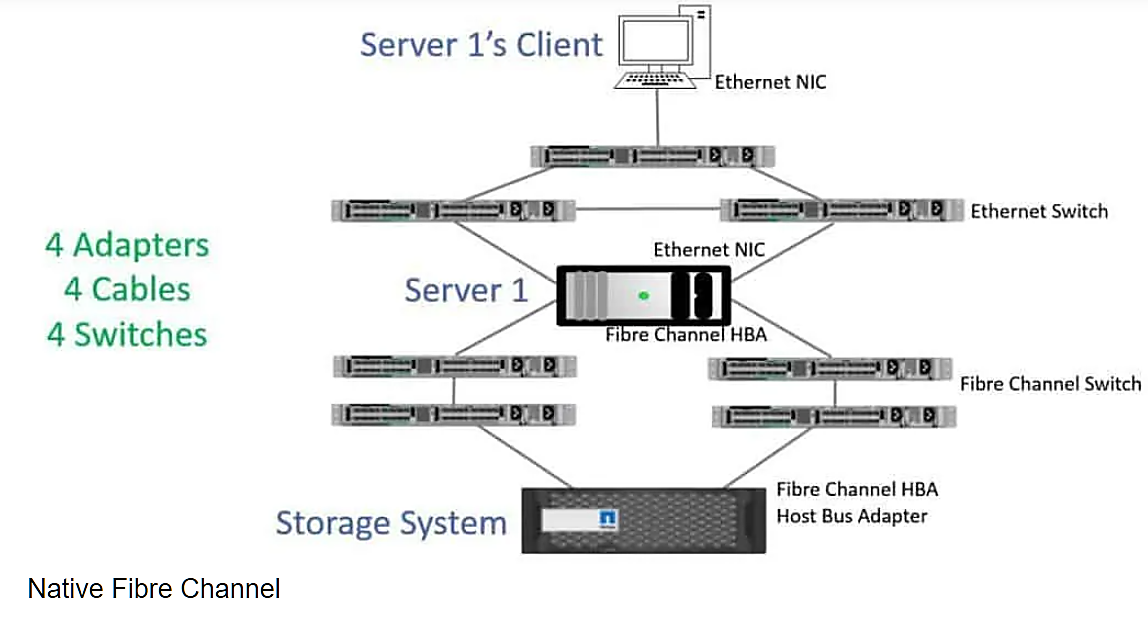 Server 1's Client
Ethernet NIC
Ethernet Switch
4 Adapters
4 Cables
4 Switches
Ethernet NIC
Server 1
Fibre Channel HBA
Fibre Channel Switch
Fibre Channel HBA
Host Bus Adapter
Storage System
Native Fibre Channel